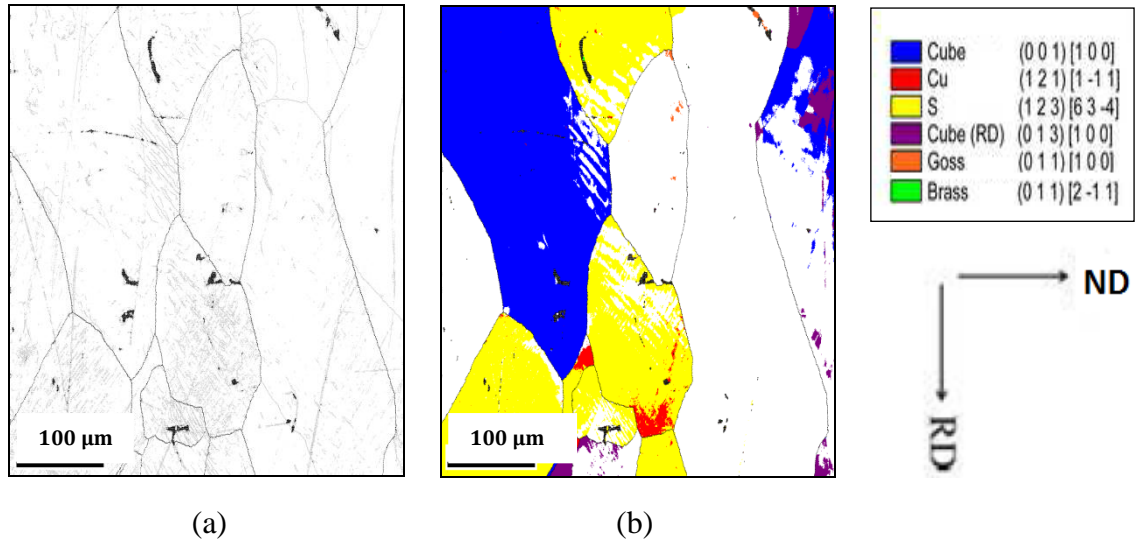 100 µm
(a)
100 µm
(b)
Cube (0 0 1) [1 0 0]
Cu (1 2 1) [1 -1 1]
S (1 2 3) [6 3 -4]
Cube (RD) (0 1 3) [1 0 0]
Goss (0 1 1) [1 0 0]
Brass (0 1 1) [2 -1 1]
ND
RD